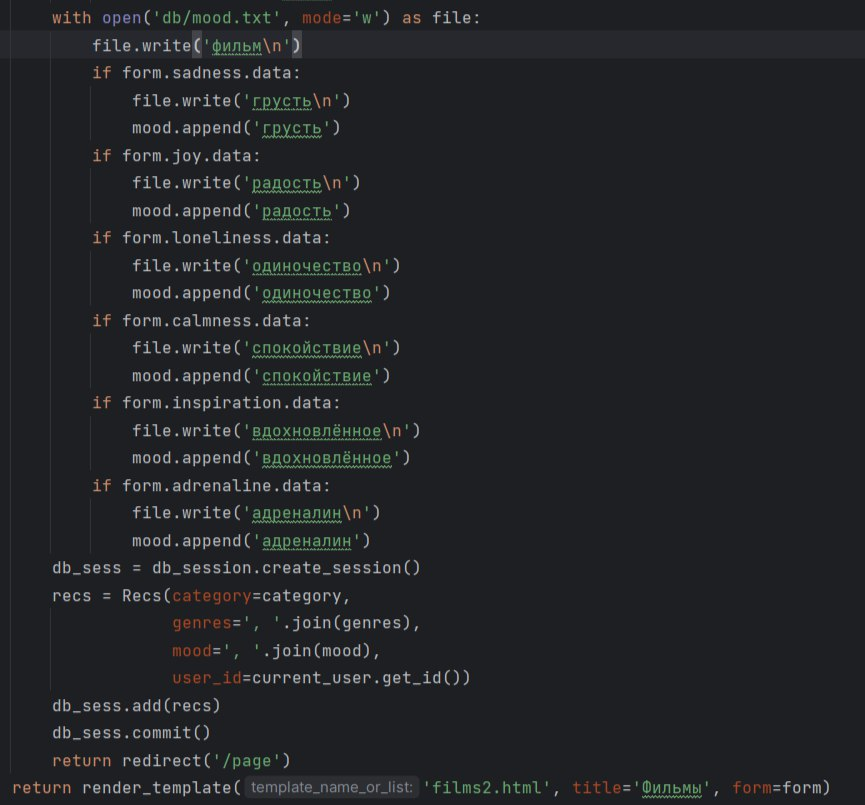 with open('db/mood.txt', mode='w') as file:
file.write('фильм\n')
if form.sadness.data:
file.write('грусть\n')
mood.append('грусть')
if form.joy.data:
file.write('радость\n')
mood.append('радость')
if form.loneliness.data:
file.write('одиночество\n')
mood.append('одиночество')
if form.calmness.data:
file.write('спокойствие\n')
mood.append('спокойствие')
if form.inspiration.data:
file.write('вдохновлённое\n')
mood.append('вдохновлённое')
if form.adrenaline.data:
file.write('адреналин\n')
mood.append('адреналин')
db_sess = db_session.create_session()
recs = Recs(category=category,
genres=', '.join(genres),
mood=', '.join(mood),
user_id=current_user.get_id())
db_sess.add(recs)
db_sess.commit()
return redirect('/page')
return render_template( template_name_or_list: 'films2.html', title='Фильмы', form=form)